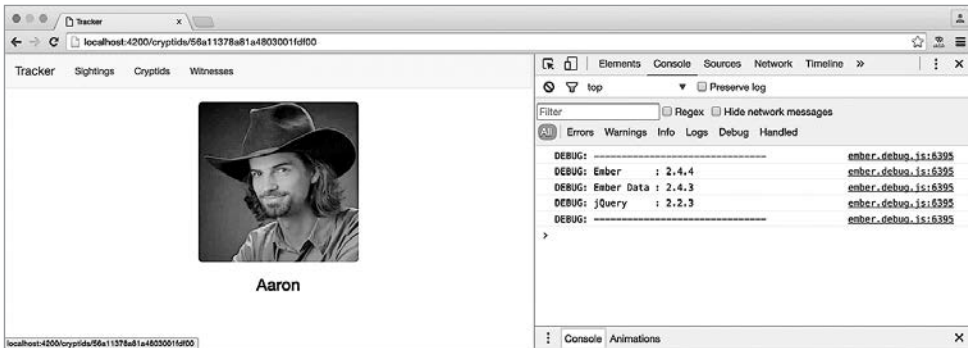 Tracker
localhost:4200/cryptids/56a11378a81a4803001fdf00
Tracker Sightings Cryptids Witnesses
Aaron
localhost:4200/cryptids/56a11378a81a4803001fdf00
Elements Console Sources Network Timeline »
top Preserve log
Filter Regex Hide network messages
All Errors Warnings Info Logs Debug Handled
DEBUG: ------------------------------- ember.debug.js:6395
DEBUG: Ember : 2.4.4 ember.debug.js:6395
DEBUG: Ember Data : 2.4.3 ember.debug.js:6395
DEBUG: jQuery : 2.2.3 ember.debug.js:6395
DEBUG: ------------------------------- ember.debug.js:6395
>
Console Animations